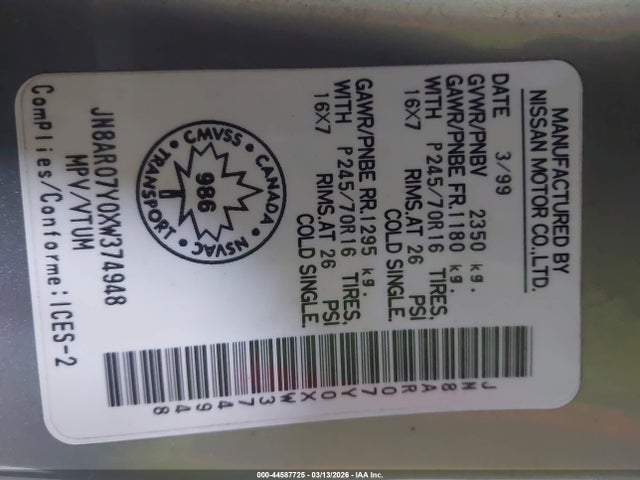 MANUFACTURED BY
NISSAN MOTOR CO.,LTD.
DATE 3/99
GVWR/PNBV 2350 kg.
GAWR/PNBE FR.1180 kg.
WITH P245/70R16 TIRES,
16X7 RIMS.AT 26 PSI
COLD SINGLE.
GAWR/PNBE RR.1295 kg.
WITH P245/70R16 TIRES,
16X7 RIMS.AT 26 PSI
COLD SINGLE.
CMVSS • CANADA • NSVAC • TRANSPORT •
986
JN8AR07Y0XW374948
MPV/VTUM
Complies/Conforme:ICES-2
JN8AR07Y0XW374948
000-44587725 - 03/13/2026 - IAA Inc.